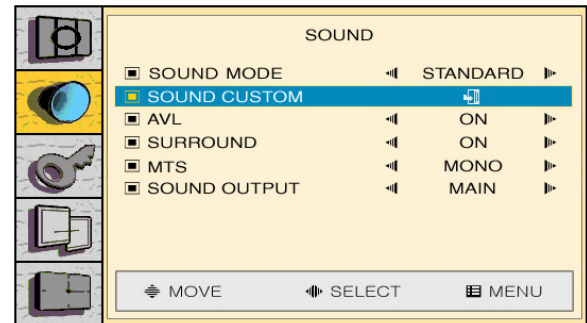 SOUND
SOUND MODE STANDARD
SOUND CUSTOM
AVL ON
SURROUND ON
MTS MONO
SOUND OUTPUT MAIN
MOVE SELECT MENU